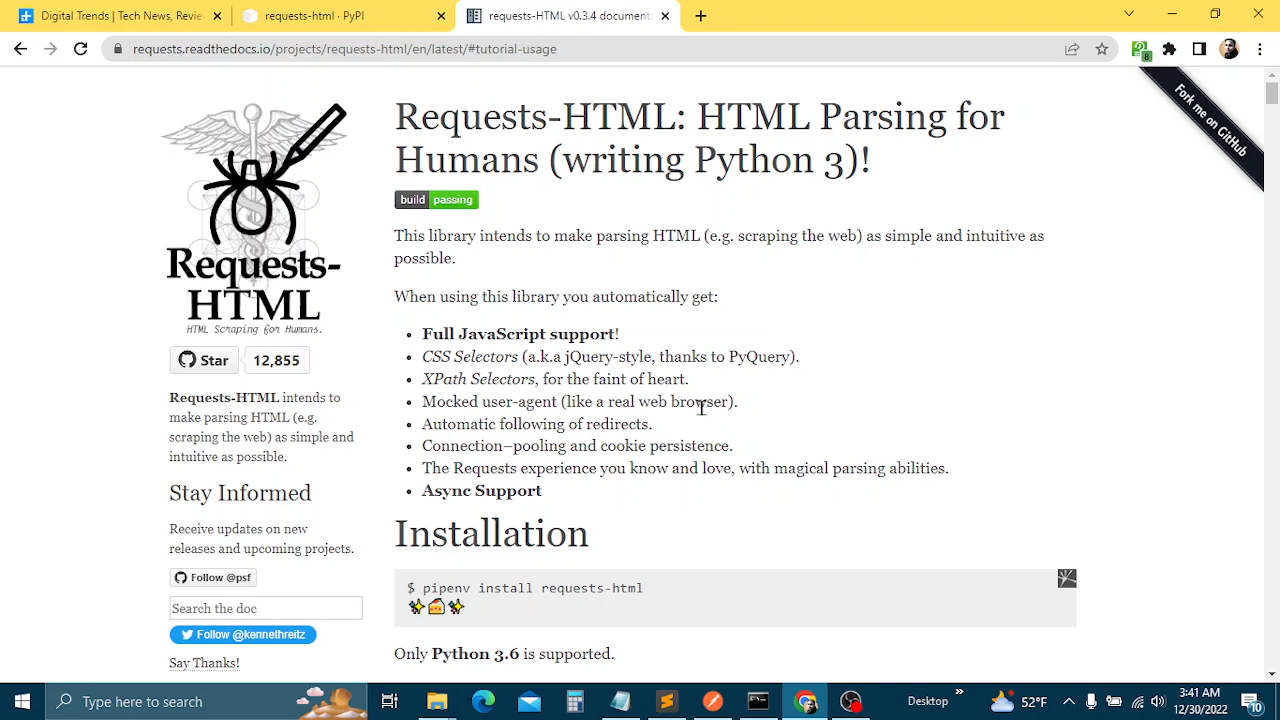 Digital Trends | Tech News, Revie
requests-html · PyPI
requests-HTML v0.3.4 documenta
requests.readthedocs.io/projects/requests-html/en/latest/#tutorial-usage
8
Fork me on GitHub
Requests-
HTML
HTML Scraping for Humans.
Star
12,855
Requests-HTML intends to
make parsing HTML (e.g.
scraping the web) as simple and
intuitive as possible.
Stay Informed
Receive updates on new
releases and upcoming projects.
Follow @psf
Search the doc
Follow @kennethreitz
Say Thanks!
Requests-HTML: HTML Parsing for
Humans (writing Python 3)!
build passing
This library intends to make parsing HTML (e.g. scraping the web) as simple and intuitive as
possible.
When using this library you automatically get:
• Full JavaScript support!
• CSS Selectors (a.k.a jQuery-style, thanks to PyQuery).
• XPath Selectors, for the faint of heart.
• Mocked user-agent (like a real web browser).
• Automatic following of redirects.
• Connection–pooling and cookie persistence.
• The Requests experience you know and love, with magical parsing abilities.
• Async Support
Installation
$ pipenv install requests-html
✨🍰✨
Only Python 3.6 is supported.
Type here to search
Desktop
52°F
3:41 AM
12/30/2022
10